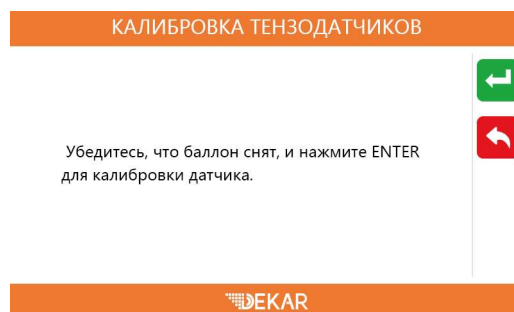 КАЛИБРОВКА ТЕНЗОДАТЧИКОВ
Убедитесь, что баллон снят, и нажмите ENTER
для калибровки датчика.
DEKAR